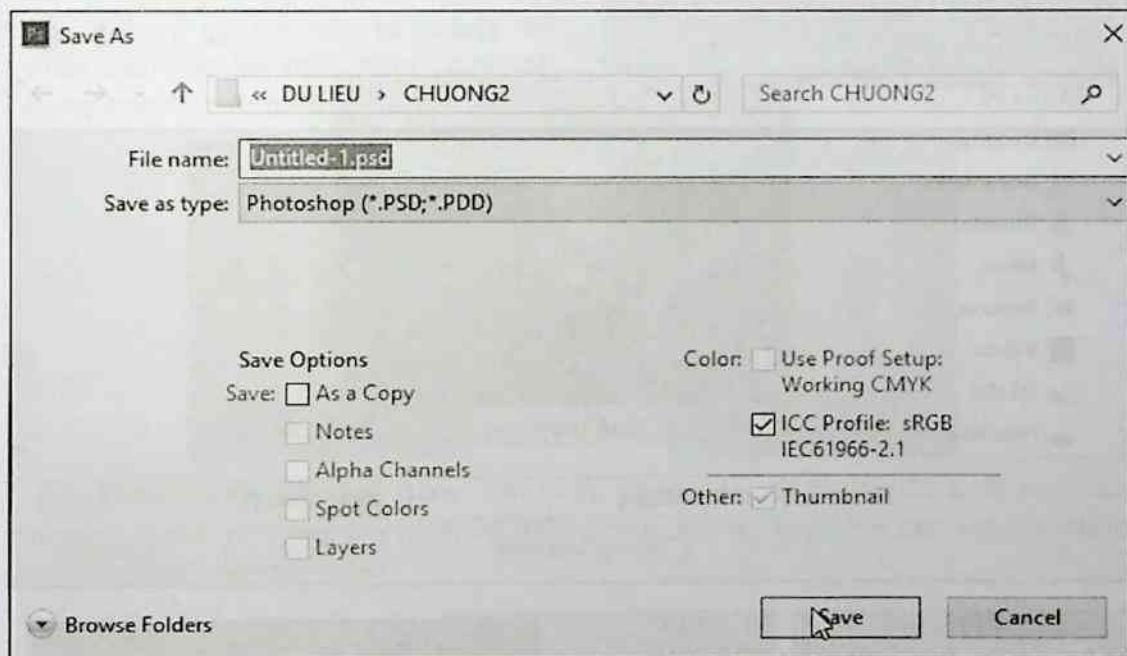 Save As
« DU LIEU › CHUONG2
Search CHUONG2
File name: Untitled-1.psd
Save as type: Photoshop (*.PSD;*.PDD)
Save Options
Save: As a Copy
Notes
Alpha Channels
Spot Colors
Layers
Color: Use Proof Setup:
Working CMYK
ICC Profile: sRGB
IEC61966-2.1
Other: Thumbnail
Browse Folders
Save
Cancel